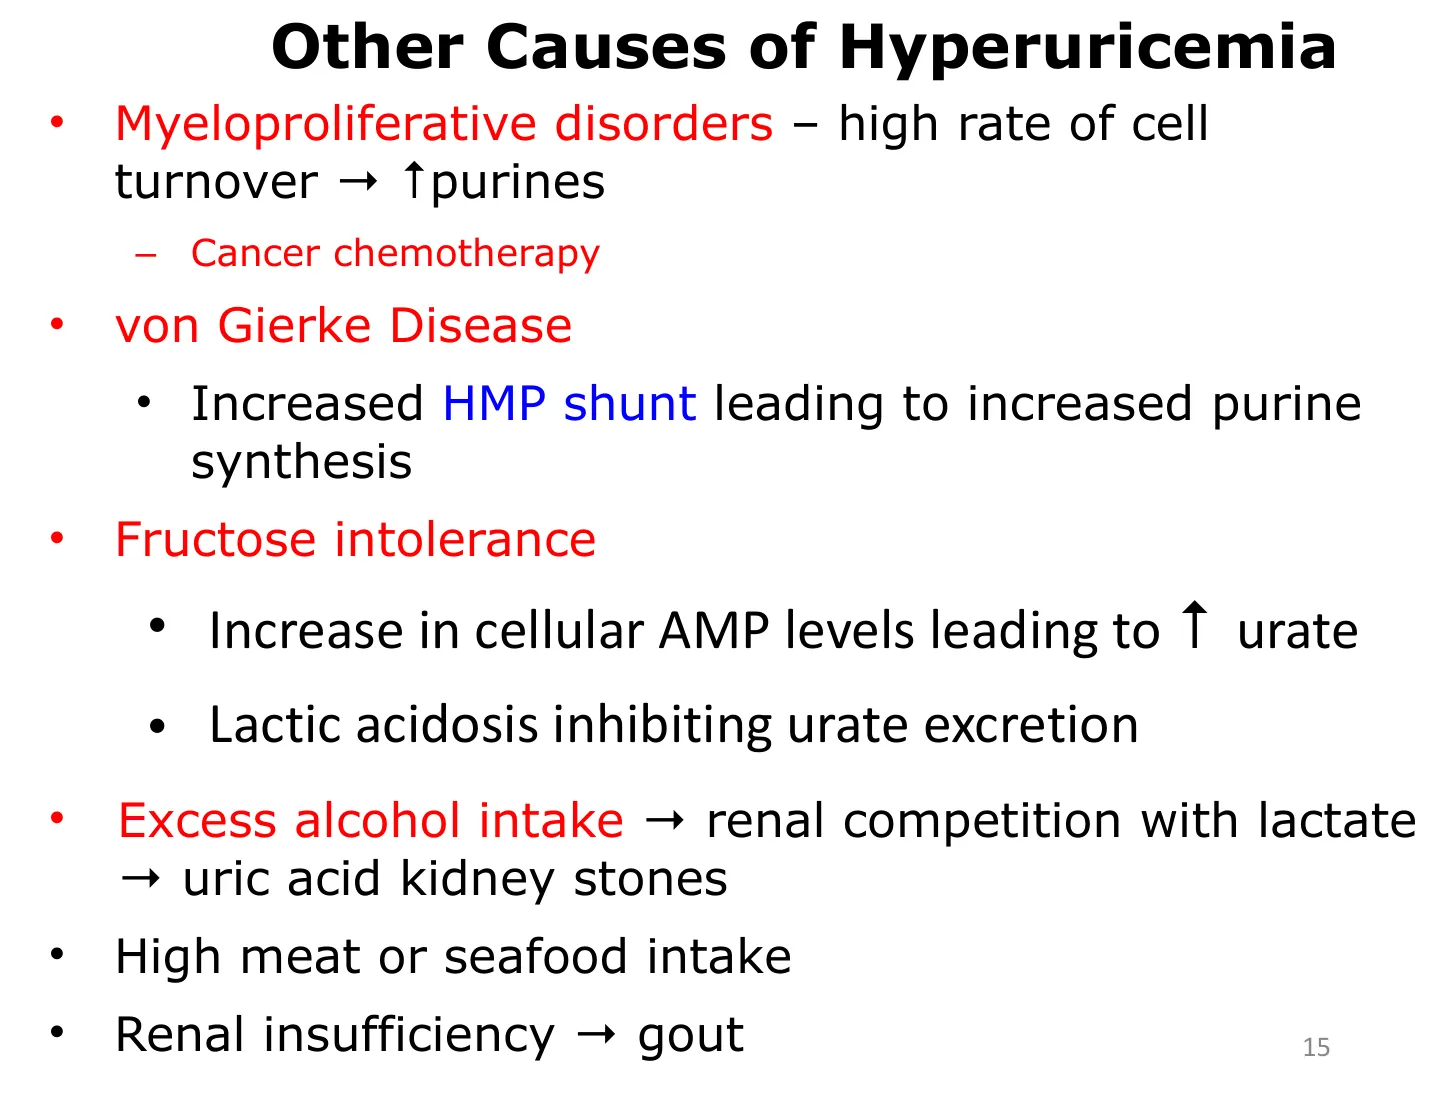 Other Causes of Hyperuricemia
• Myeloproliferative disorders – high rate of cell
turnover → ↑purines
– Cancer chemotherapy
• von Gierke Disease
• Increased HMP shunt leading to increased purine
synthesis
• Fructose intolerance
• Increase in cellular AMP levels leading to ↑ urate
• Lactic acidosis inhibiting urate excretion
• Excess alcohol intake → renal competition with lactate
→ uric acid kidney stones
• High meat or seafood intake
• Renal insufficiency → gout
15